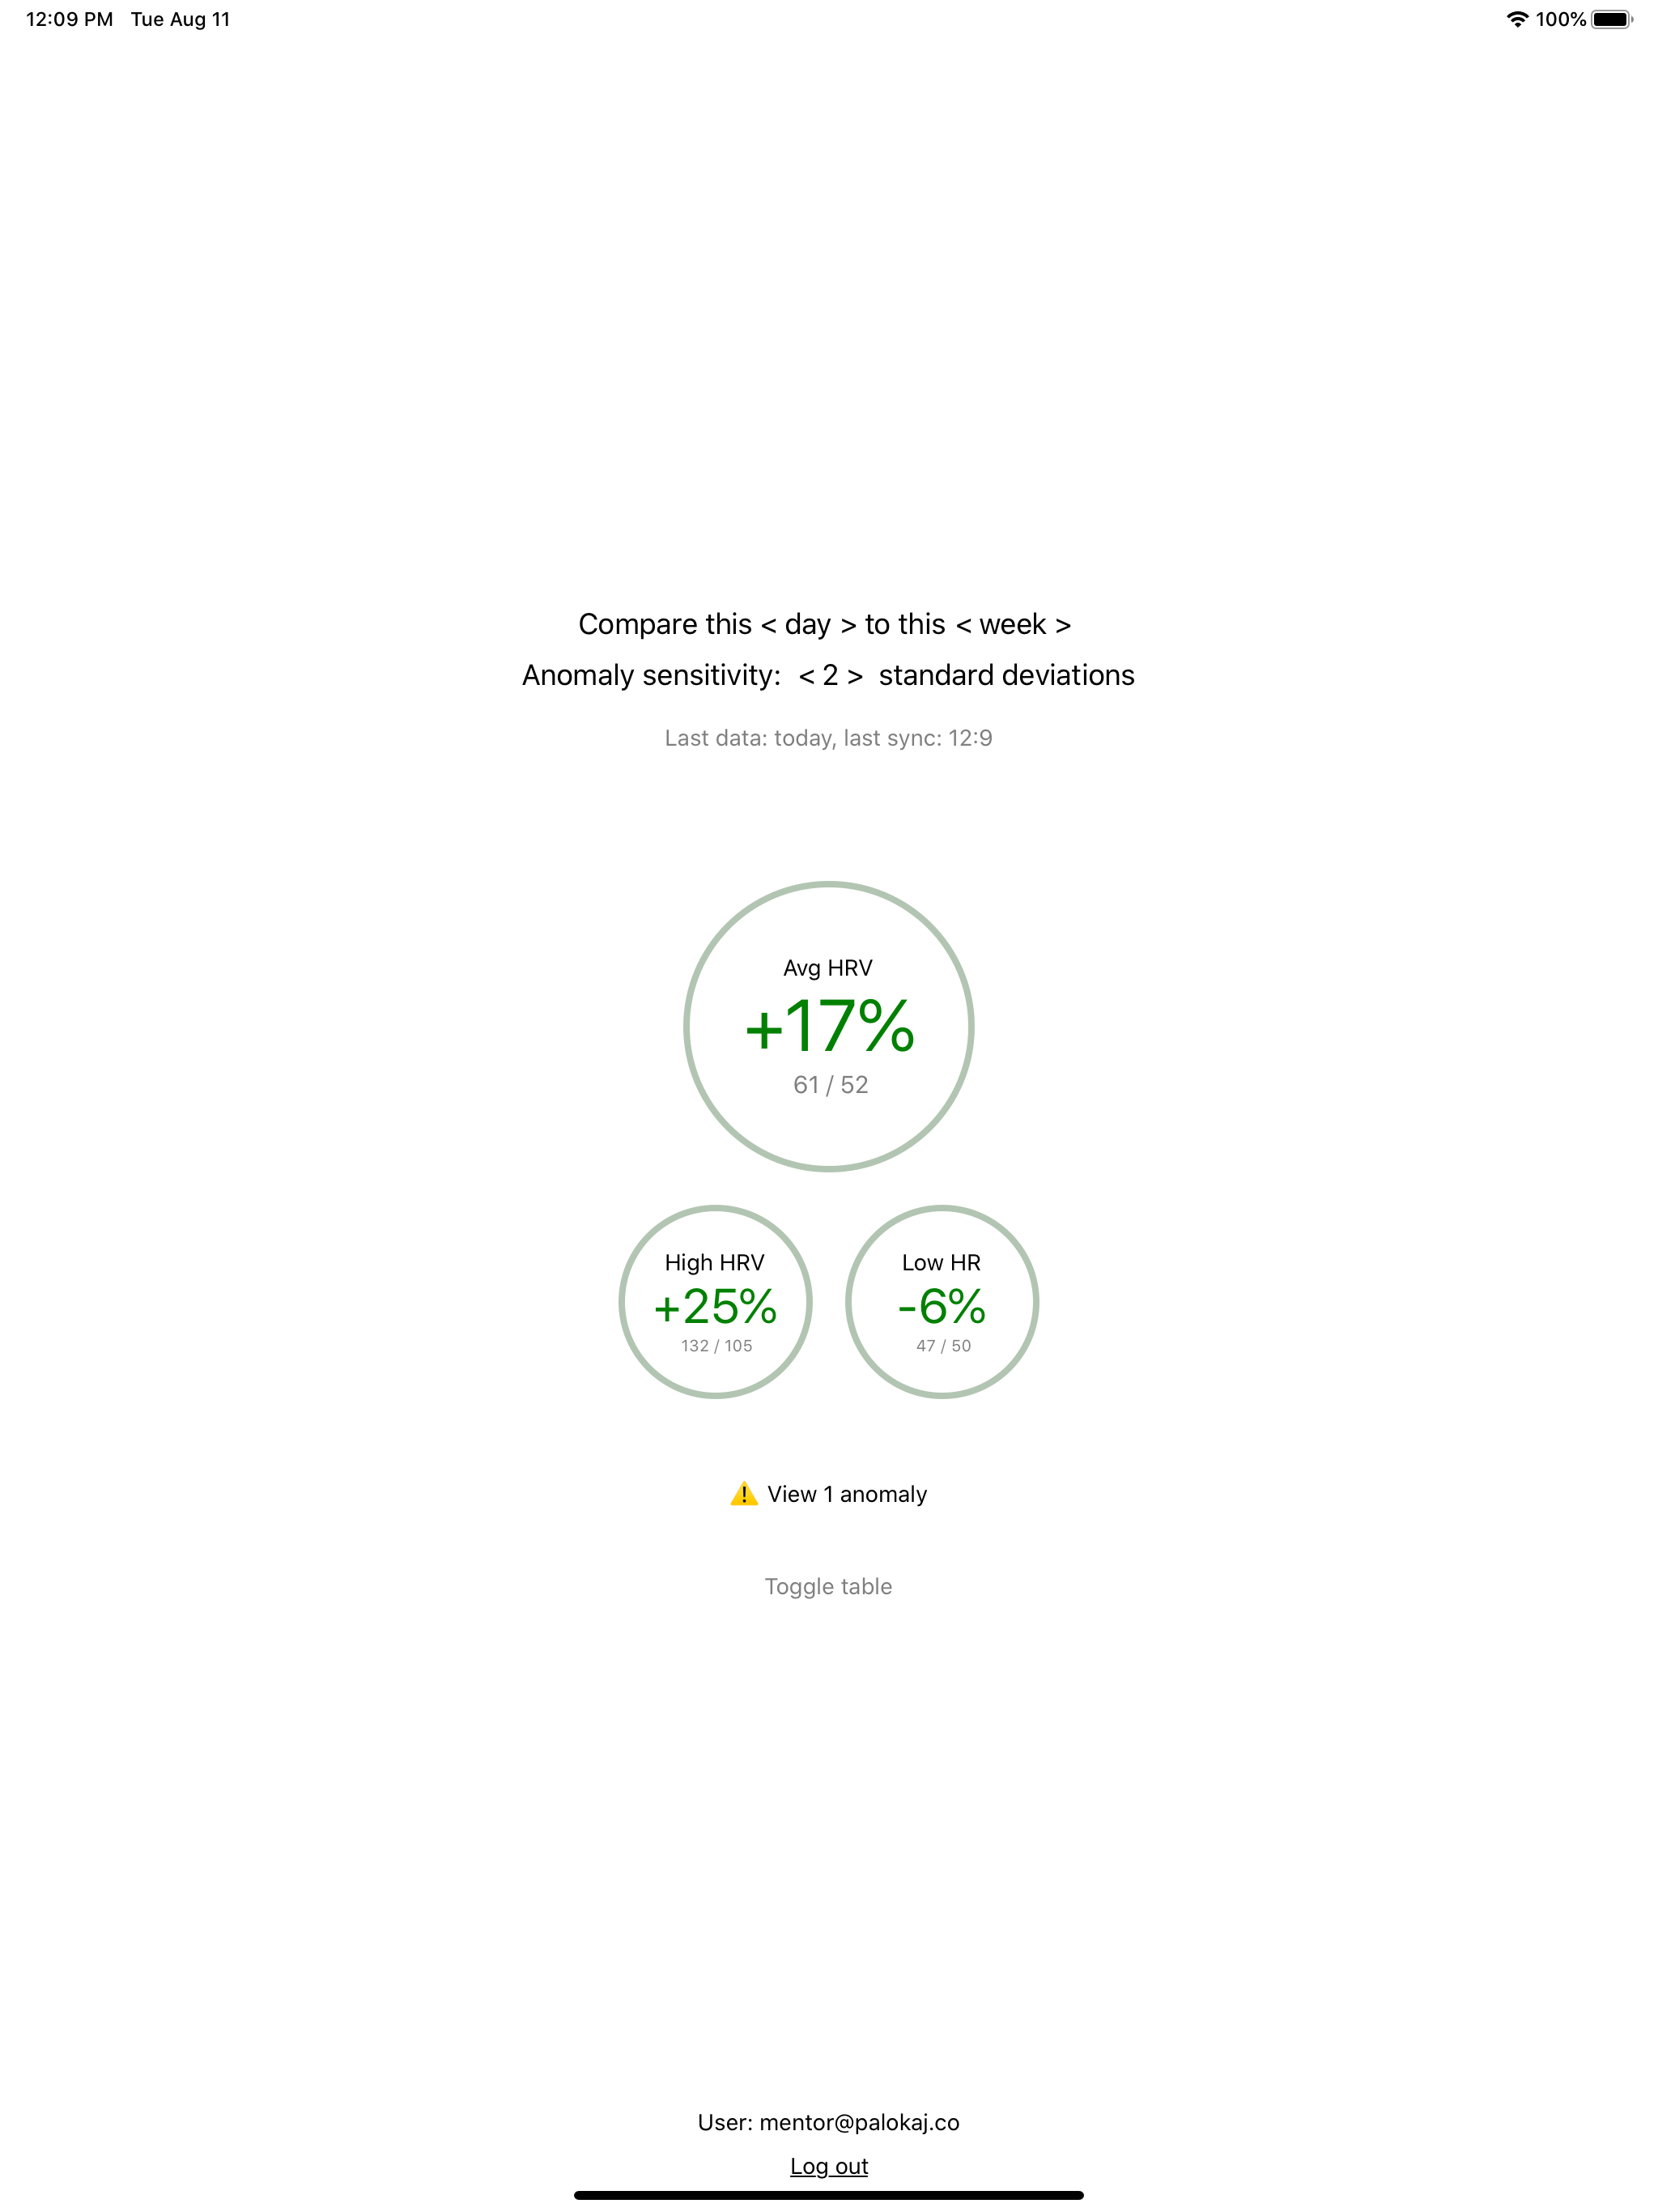 12:09 PM Tue Aug 11
100%
Compare this < day > to this < week >
Anomaly sensitivity: < 2 > standard deviations
Last data: today, last sync: 12:9
Avg HRV
+17%
61 / 52
High HRV
+25%
132 / 105
Low HR
-6%
47 / 50
View 1 anomaly
Toggle table
User: mentor@palokaj.co
Log out